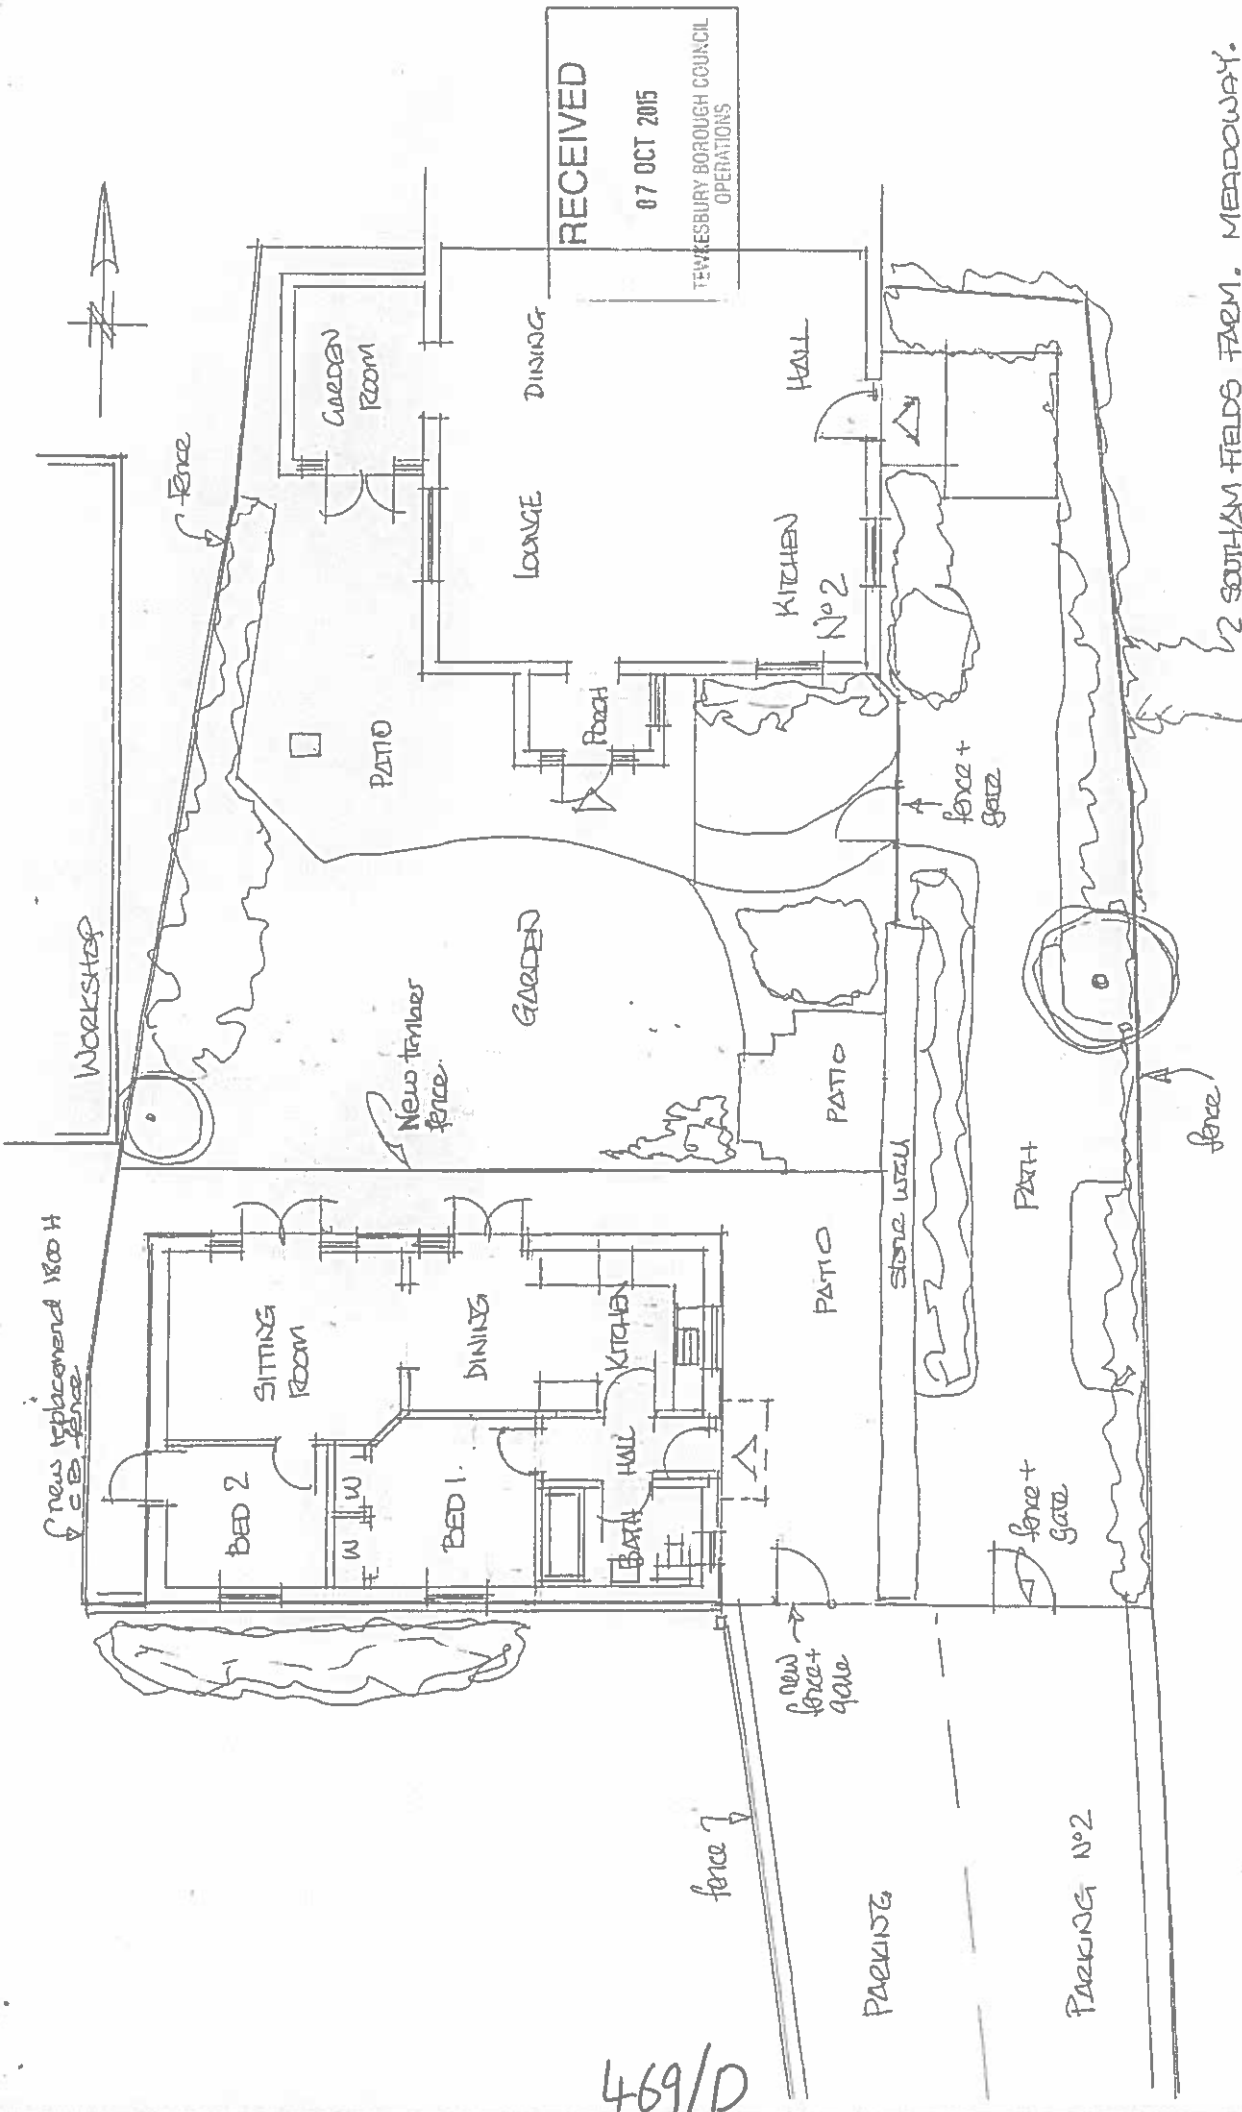 RECEIVED
07 OCT 2015
TEWKESBURY BOROUGH COUNCIL
OPERATIONS
N
WORKSHOP
fence
GARDEN
ROOM
DINING
LOUNGE
HALL
KITCHEN
Nº2
PORCH
PATIO
fence +
gate
GARDEN
New timber
fence.
PATIO
new replacement 1800 H
C B fence
SITTING
ROOM
DINING
KITCHEN
HALL
BED 2
W W
BED 1.
BATH
PATIO
Stone wall
PATH
fence
fence +
gate
new
fence +
gate
fence
PARKING
PARKING Nº2
1/2 SOUTHAM FIELDS FARM. MEADOWAY.
469/D